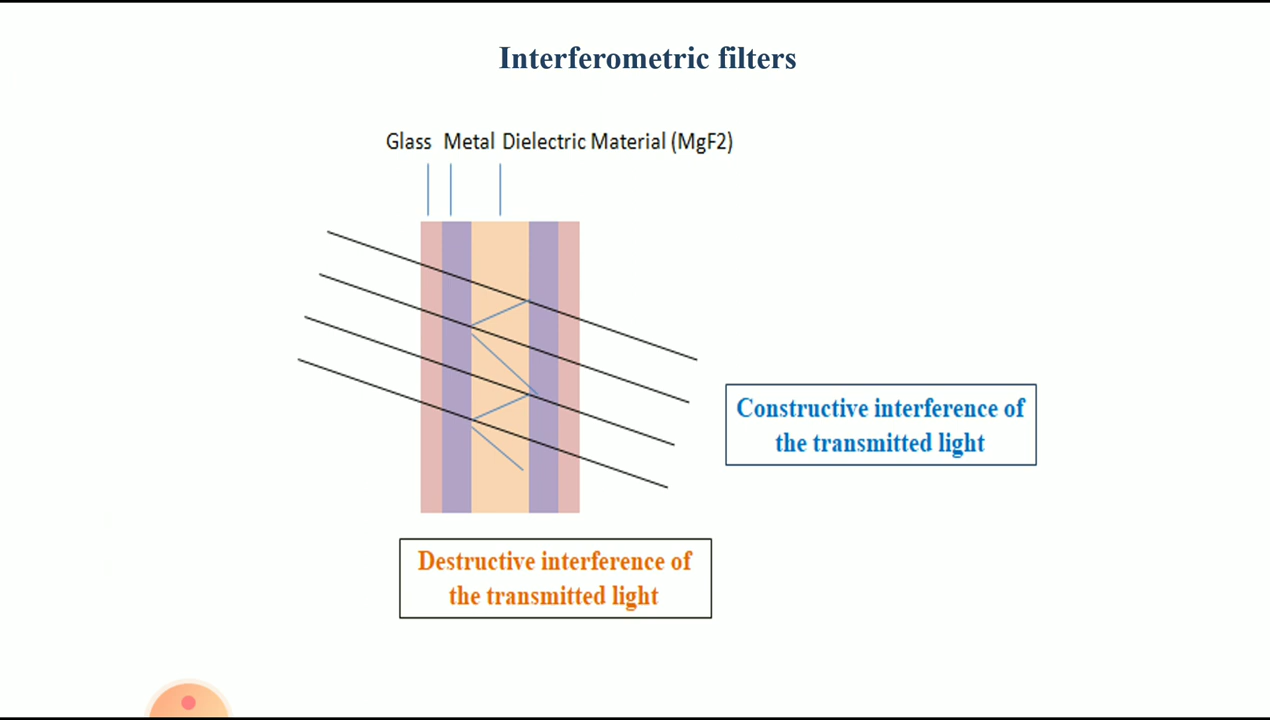 Interferometric filters
Glass Metal Dielectric Material (MgF2)
Constructive interference of
the transmitted light
Destructive interference of
the transmitted light